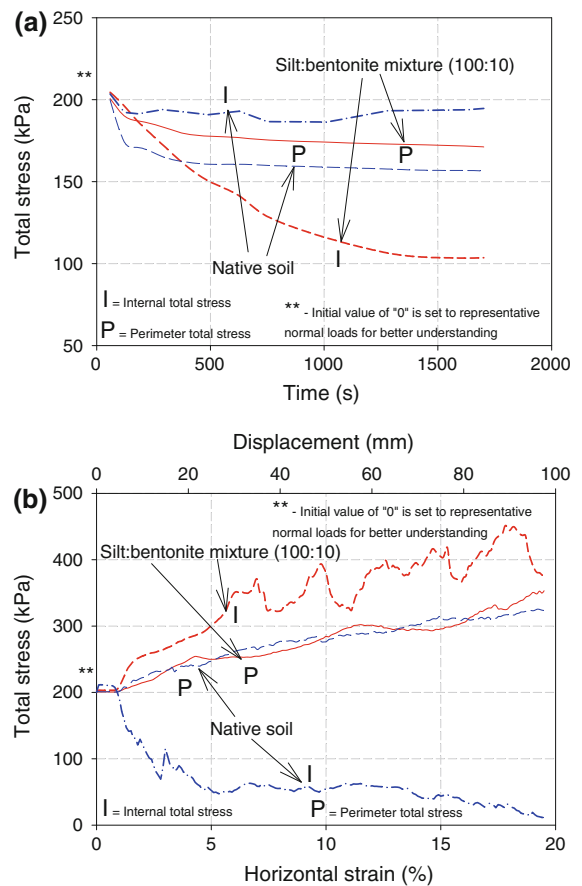 (a)
250
**
200
150
100
50
Total stress (kPa)
Silt:bentonite mixture (100:10)
I
P
P
Native soil
I
I = Internal total stress
P = Perimeter total stress
** - Initial value of "0" is set to representative
normal loads for better understanding
0 500 1000 1500 2000
Time (s)
(b)
Displacement (mm)
0 20 40 60 80 100
500
400
300
**
200
100
0
Total stress (kPa)
** - Initial value of "0" is set to representative
normal loads for better understanding
Silt:bentonite mixture (100:10)
I
P
P
Native soil
I
I = Internal total stress
P = Perimeter total stress
0 5 10 15 20
Horizontal strain (%)